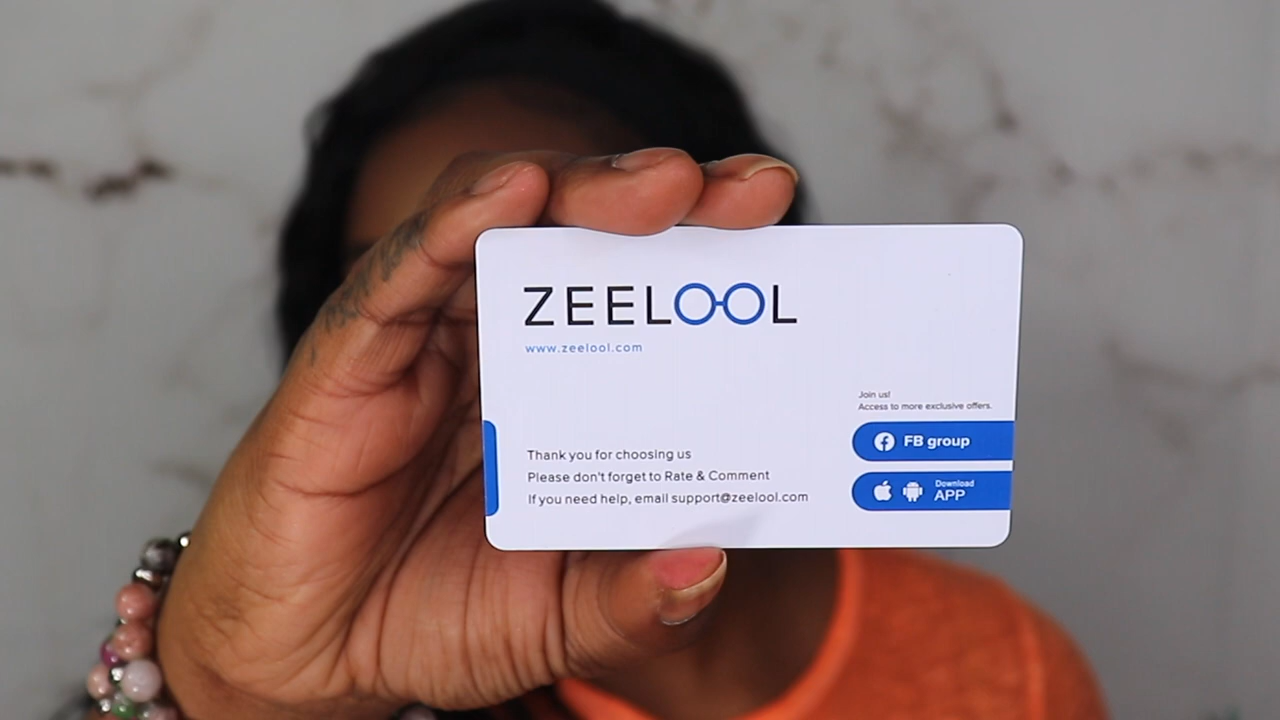 ZEELOOL
www.zeelool.com
Join us!
Access to more exclusive offers.
FB group
Download
APP
Thank you for choosing us
Please don't forget to Rate & Comment
If you need help, email support@zeelool.com